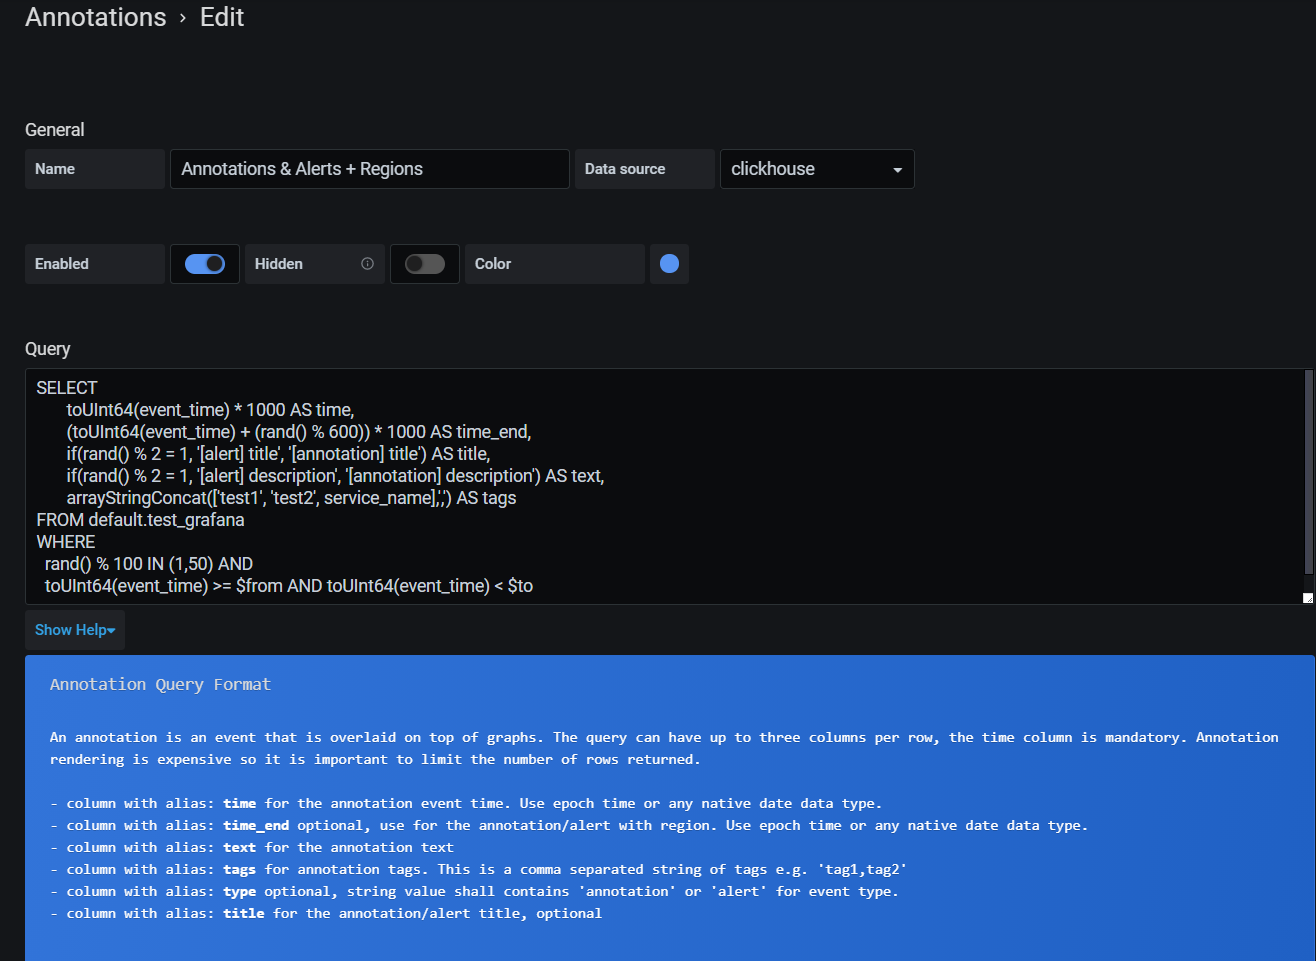 Annotations › Edit
General
Name Annotations & Alerts + Regions Data source clickhouse
Enabled Hidden Color
Query
SELECT
toUInt64(event_time) * 1000 AS time,
(toUInt64(event_time) + (rand() % 600)) * 1000 AS time_end,
if(rand() % 2 = 1, '[alert] title', '[annotation] title') AS title,
if(rand() % 2 = 1, '[alert] description', '[annotation] description') AS text,
arrayStringConcat(['test1', 'test2', service_name],',') AS tags
FROM default.test_grafana
WHERE
rand() % 100 IN (1,50) AND
toUInt64(event_time) >= $from AND toUInt64(event_time) < $to
Show Help
Annotation Query Format
An annotation is an event that is overlaid on top of graphs. The query can have up to three columns per row, the time column is mandatory. Annotation
rendering is expensive so it is important to limit the number of rows returned.
- column with alias: time for the annotation event time. Use epoch time or any native date data type.
- column with alias: time_end optional, use for the annotation/alert with region. Use epoch time or any native date data type.
- column with alias: text for the annotation text
- column with alias: tags for annotation tags. This is a comma separated string of tags e.g. 'tag1,tag2'
- column with alias: type optional, string value shall contains 'annotation' or 'alert' for event type.
- column with alias: title for the annotation/alert title, optional